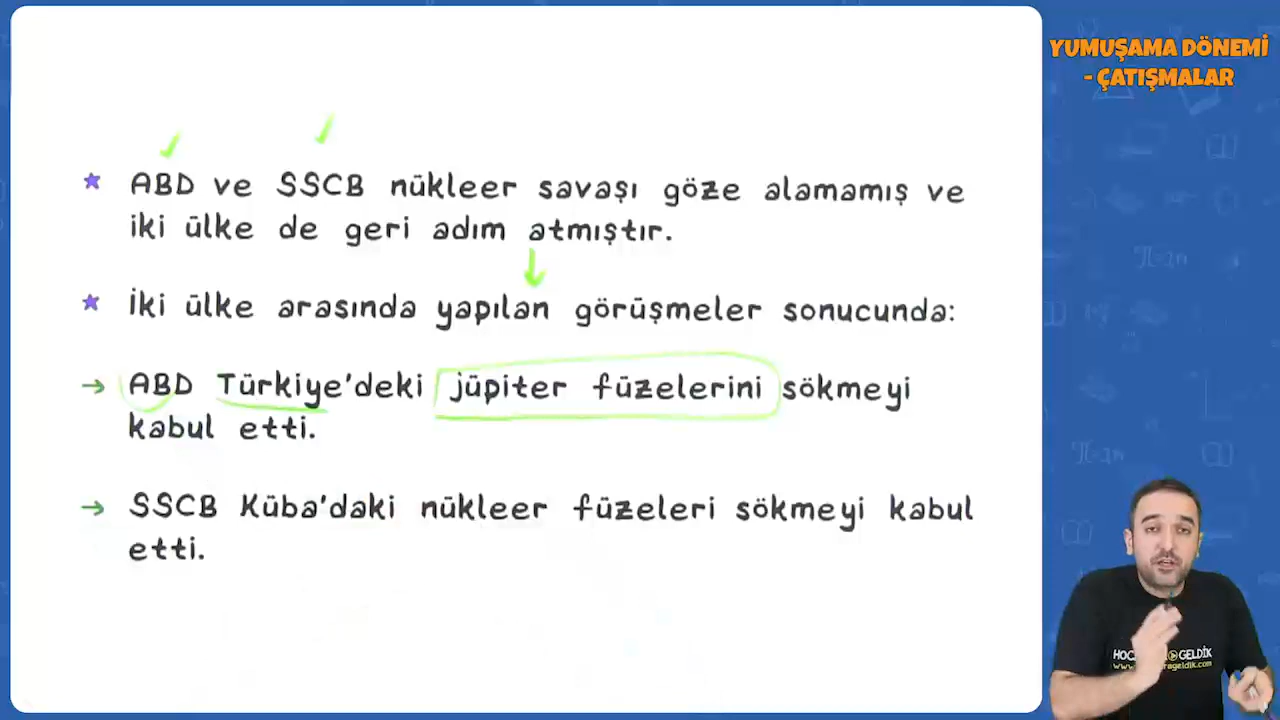 YUMUŞAMA DÖNEMİ
- ÇATIŞMALAR
ABD ve SSCB nükleer savaşı göze alamamış ve
iki ülke de geri adım atmıştır.
İki ülke arasında yapılan görüşmeler sonucunda:
→ ABD Türkiye'deki jüpiter füzelerini sökmeyi
kabul etti.
→ SSCB Küba'daki nükleer füzeleri sökmeyi kabul
etti.
GELDİK